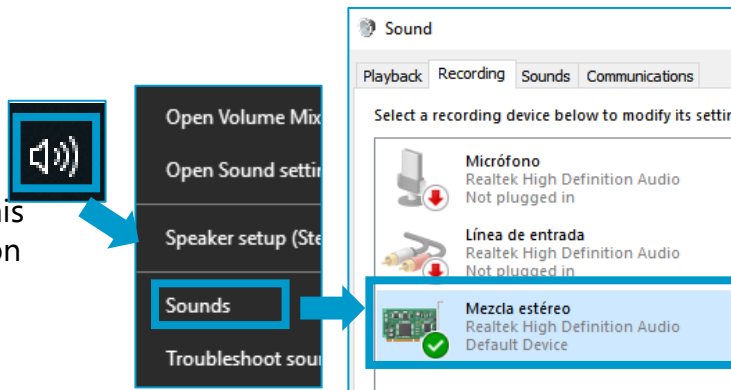 Open Volume Mix
Open Sound settin
Speaker setup (Ste
Sounds
Troubleshoot soun
Sound
Playback Recording Sounds Communications
Select a recording device below to modify its settin
Micrófono
Realtek High Definition Audio
Not plugged in
Línea de entrada
Realtek High Definition Audio
Not plugged in
Mezcla estéreo
Realtek High Definition Audio
Default Device